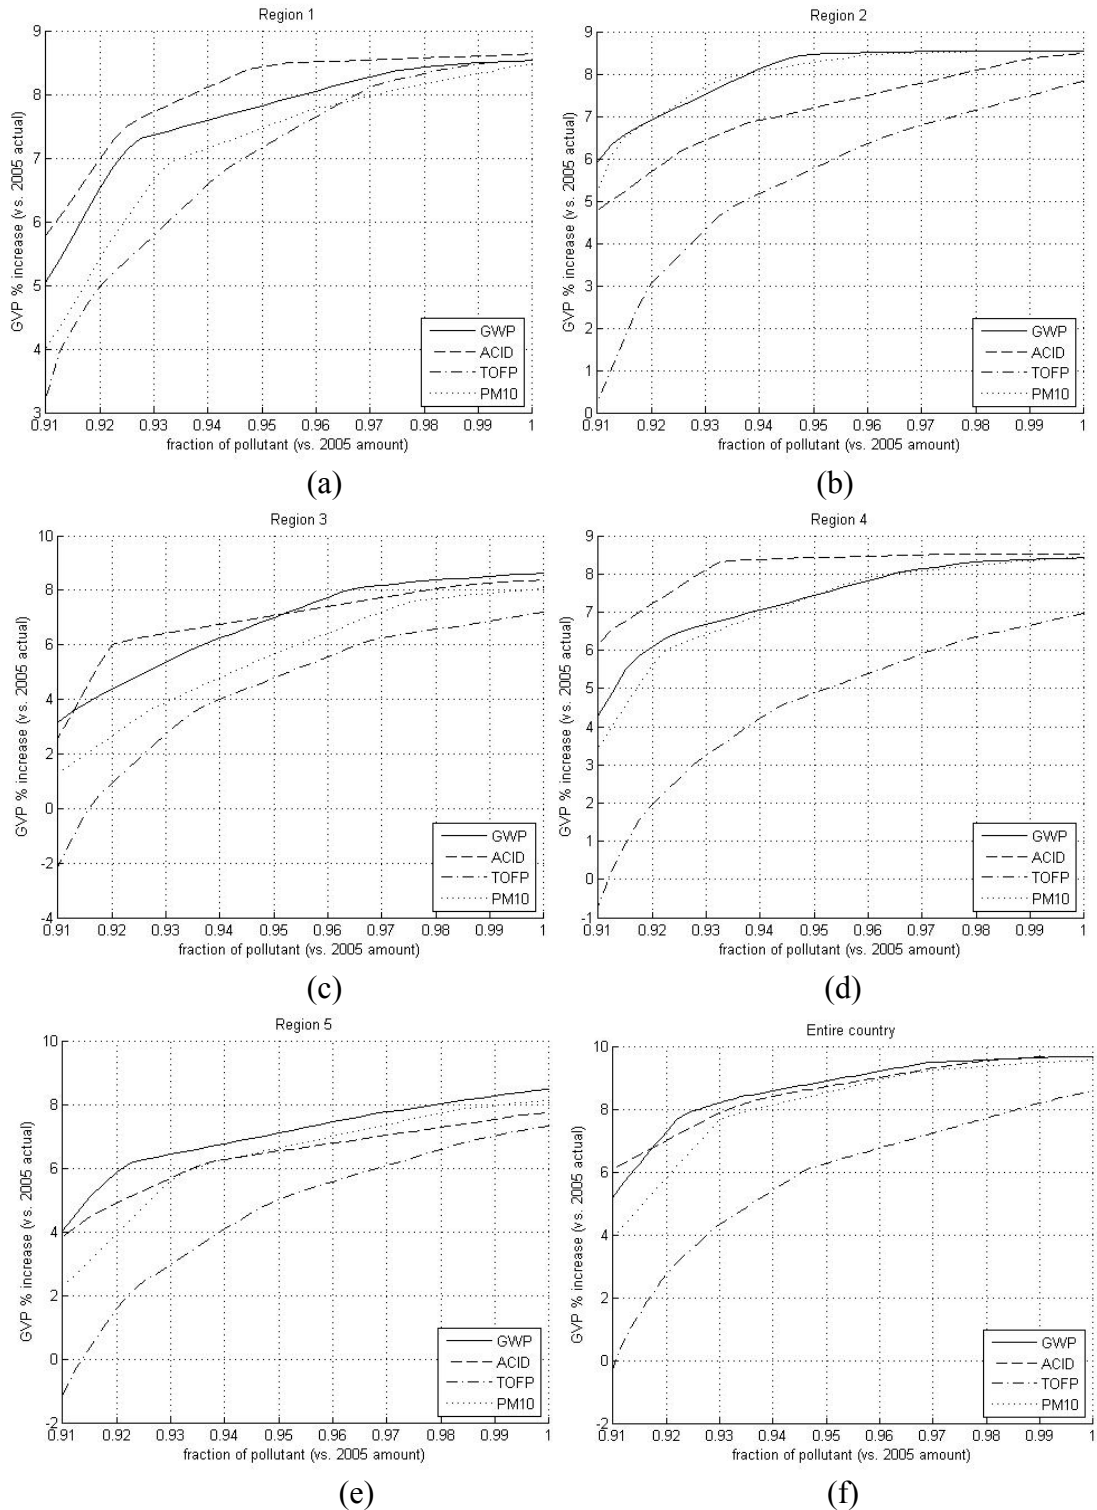 Region 1
GVP % increase (vs. 2005 actual)
9
8
7
6
5
4
3
0.91 0.92 0.93 0.94 0.95 0.96 0.97 0.98 0.99 1
fraction of pollutant (vs. 2005 amount)
GWP
ACID
TOFP
PM10
(a)
Region 2
GVP % increase (vs. 2005 actual)
9
8
7
6
5
4
3
2
1
0
0.91 0.92 0.93 0.94 0.95 0.96 0.97 0.98 0.99 1
fraction of pollutant (vs. 2005 amount)
GWP
ACID
TOFP
PM10
(b)
Region 3
GVP % increase (vs. 2005 actual)
10
8
6
4
2
0
-2
-4
0.91 0.92 0.93 0.94 0.95 0.96 0.97 0.98 0.99 1
fraction of pollutant (vs. 2005 amount)
GWP
ACID
TOFP
PM10
(c)
Region 4
GVP % increase (vs. 2005 actual)
9
8
7
6
5
4
3
2
1
0
-1
0.91 0.92 0.93 0.94 0.95 0.96 0.97 0.98 0.99 1
fraction of pollutant (vs. 2005 amount)
GWP
ACID
TOFP
PM10
(d)
Region 5
GVP % increase (vs. 2005 actual)
10
8
6
4
2
0
-2
0.91 0.92 0.93 0.94 0.95 0.96 0.97 0.98 0.99 1
fraction of pollutant (vs. 2005 amount)
GWP
ACID
TOFP
PM10
(e)
Entire country
GVP % increase (vs. 2005 actual)
10
8
6
4
2
0
-2
0.91 0.92 0.93 0.94 0.95 0.96 0.97 0.98 0.99 1
fraction of pollutant (vs. 2005 amount)
GWP
ACID
TOFP
PM10
(f)